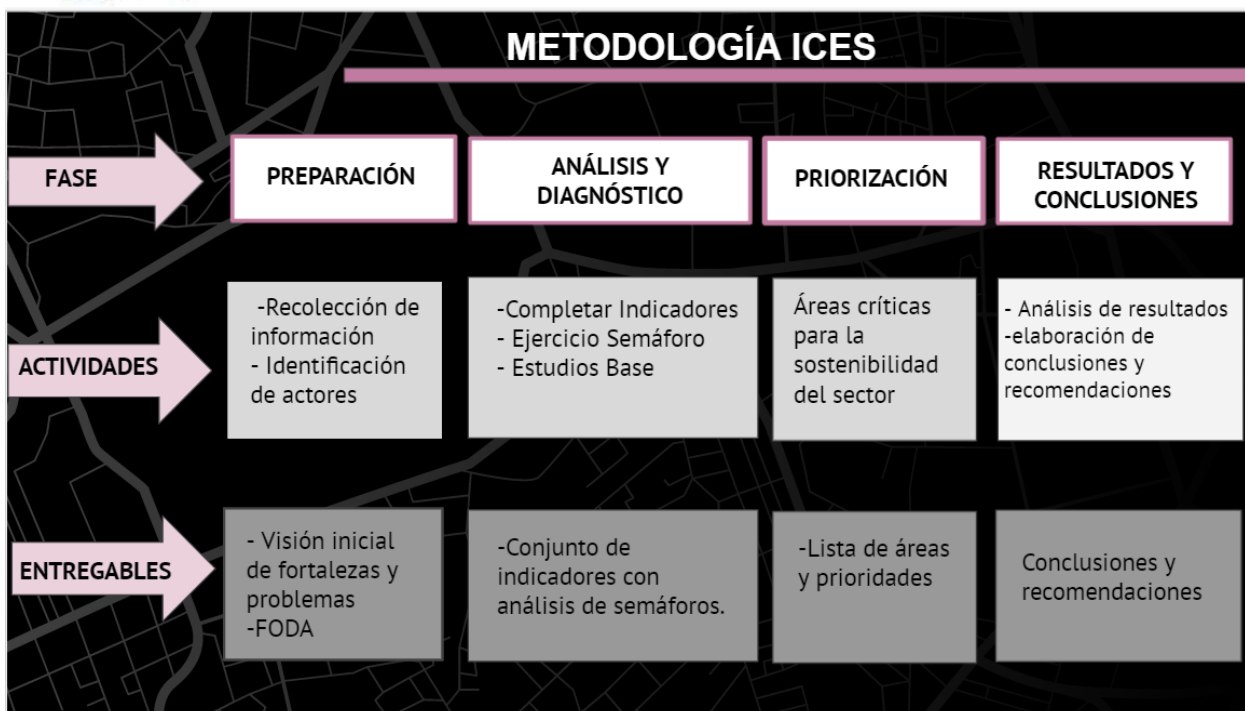 METODOLOGÍA ICES
FASE
PREPARACIÓN
ANÁLISIS Y
DIAGNÓSTICO
PRIORIZACIÓN
RESULTADOS Y
CONCLUSIONES
ACTIVIDADES
-Recolección de
información
- Identificación
de actores
-Completar Indicadores
- Ejercicio Semáforo
- Estudios Base
Áreas críticas
para la
sostenibilidad
del sector
- Análisis de resultados
-elaboración de
conclusiones y
recomendaciones
ENTREGABLES
- Visión inicial
de fortalezas y
problemas
-FODA
-Conjunto de
indicadores con
análisis de semáforos.
-Lista de áreas
y prioridades
Conclusiones y
recomendaciones